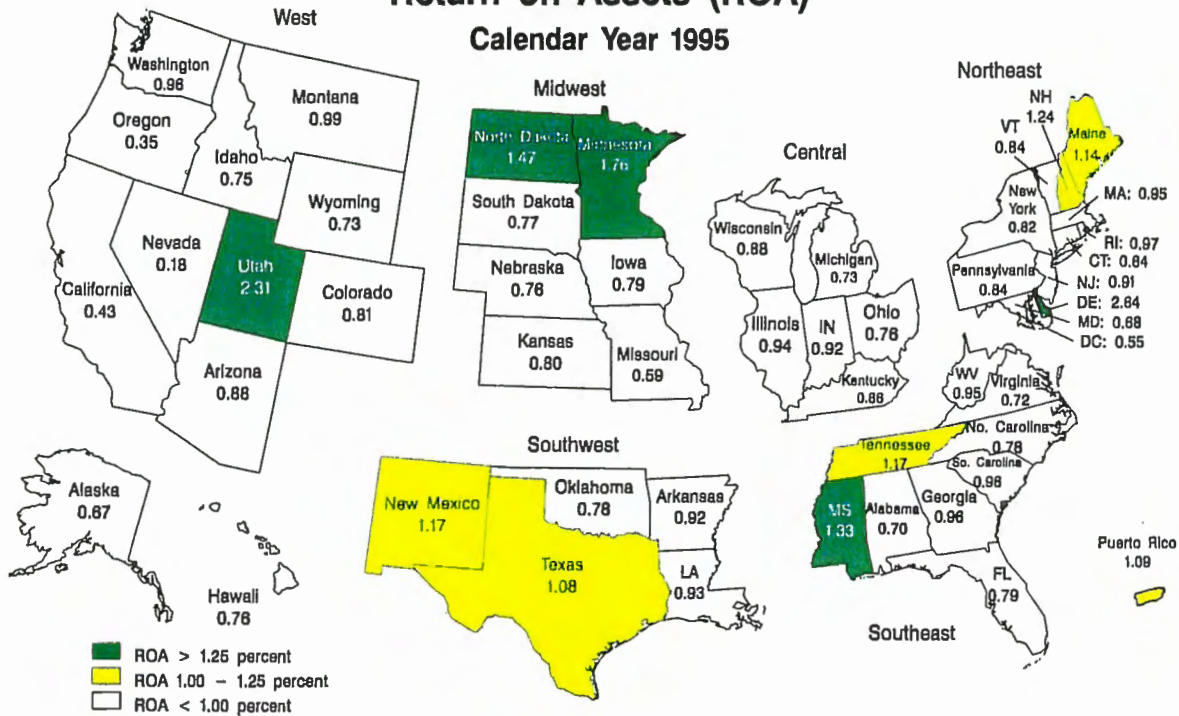 Return on Assets (ROA)
Calendar Year 1995
West
Washington
0.96
Oregon
0.35
Idaho
0.75
Montana
0.99
Wyoming
0.73
Nevada
0.18
Utah
2.31
California
0.43
Colorado
0.81
Arizona
0.88
Alaska
0.67
Hawaii
0.76
Midwest
North Dakota
1.47
Minnesota
1.76
South Dakota
0.77
Nebraska
0.76
Iowa
0.79
Kansas
0.80
Missouri
0.59
Central
Wisconsin
0.88
Michigan
0.73
Illinois
0.94
IN
0.92
Ohio
0.76
Kentucky
0.86
Northeast
NH
1.24
VT
0.84
Maine
1.14
New
York
0.82
MA: 0.95
RI: 0.97
CT: 0.64
Pennsylvania
0.84
NJ: 0.91
DE: 2.64
MD: 0.68
DC: 0.55
Southwest
New Mexico
1.17
Oklahoma
0.78
Arkansas
0.92
Texas
1.08
LA
0.93
WV
0.95
Virginia
0.72
No. Carolina
0.78
Tennessee
1.17
So. Carolina
0.98
MS
1.33
Alabama
0.70
Georgia
0.96
FL
0.79
Southeast
Puerto Rico
1.09
ROA > 1.25 percent
ROA 1.00 - 1.25 percent
ROA < 1.00 percent